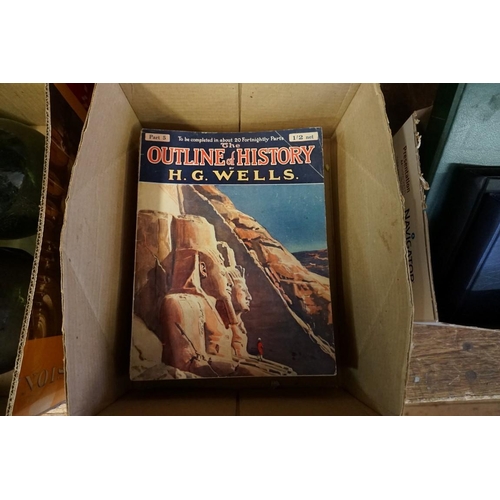 Part 3
To be completed in about 20 Fortnightly Parts.
1/2 net
The
OUTLINE of HISTORY
BY
H. G. WELLS.
NAVIGATOR